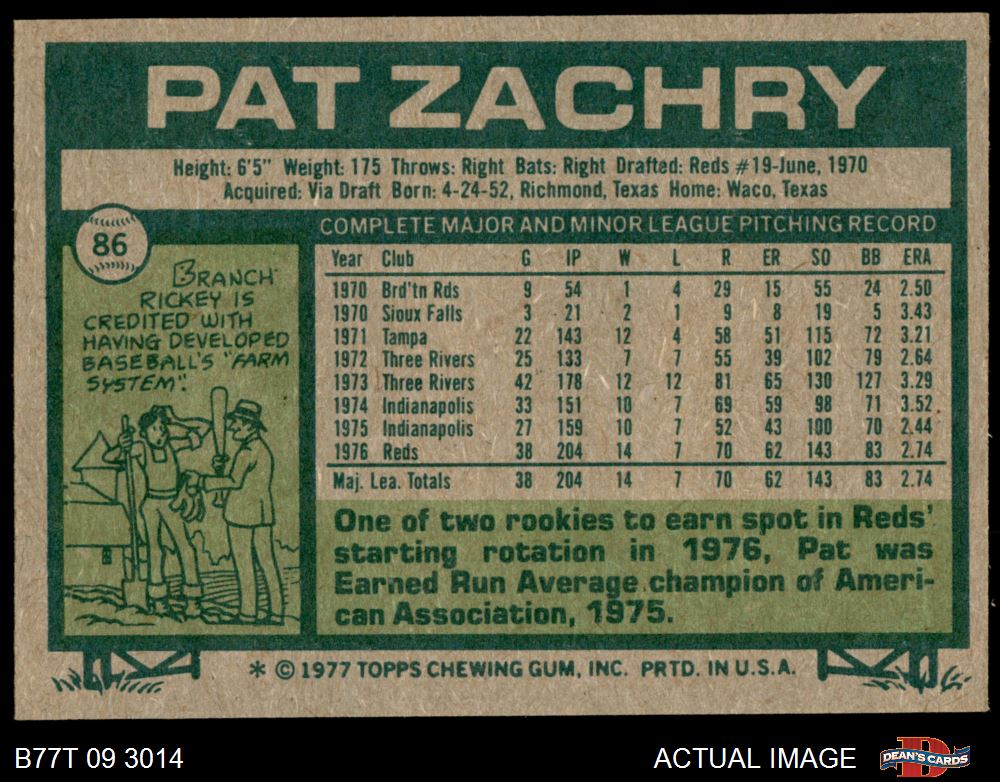 PAT ZACHRY
Height: 6'5" Weight: 175 Throws: Right Bats: Right Drafted: Reds #19-June, 1970
Acquired: Via Draft Born: 4-24-52, Richmond, Texas Home: Waco, Texas
86
BRANCH
RICKEY IS
CREDITED WITH
HAVING DEVELOPED
BASEBALL'S "FARM
SYSTEM".
COMPLETE MAJOR AND MINOR LEAGUE PITCHING RECORD
Year Club G IP W L R ER SO BB ERA
1970 Brd'tn Rds 9 54 1 4 29 15 55 24 2.50
1970 Sioux Falls 3 21 2 1 9 8 19 5 3.43
1971 Tampa 22 143 12 4 58 51 115 72 3.21
1972 Three Rivers 25 133 7 7 55 39 102 79 2.64
1973 Three Rivers 42 178 12 12 81 65 130 127 3.29
1974 Indianapolis 33 151 10 7 69 59 98 71 3.52
1975 Indianapolis 27 159 10 7 52 43 100 70 2.44
1976 Reds 38 204 14 7 70 62 143 83 2.74
Maj. Lea. Totals 38 204 14 7 70 62 143 83 2.74
One of two rookies to earn spot in Reds'
starting rotation in 1976, Pat was
Earned Run Average champion of Ameri-
can Association, 1975.
* © 1977 TOPPS CHEWING GUM, INC. PRTD. IN U.S.A.
B77T 09 3014
ACTUAL IMAGE
DEAN'S CARDS